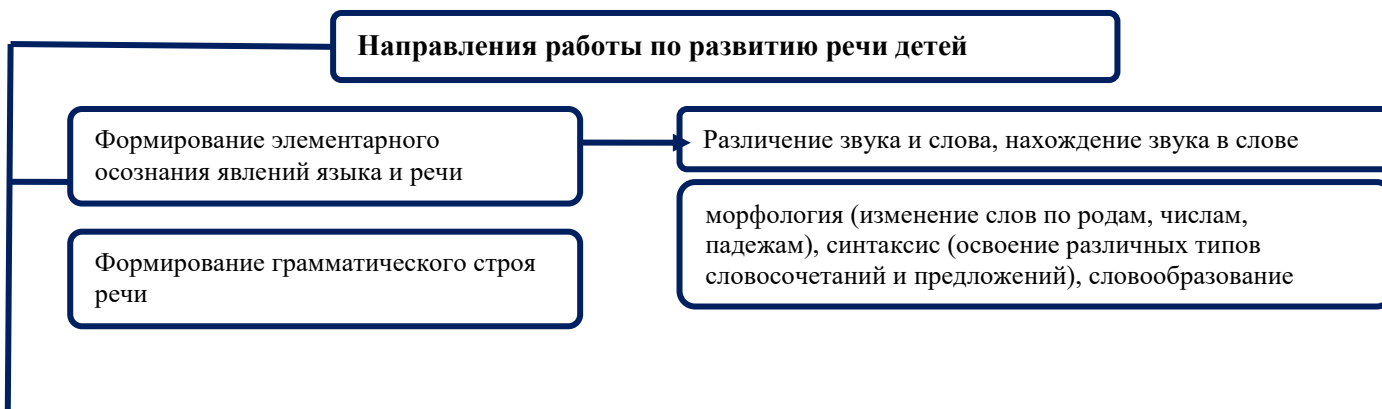 Направления работы по развитию речи детей
Формирование элементарного
осознания явлений языка и речи
Различение звука и слова, нахождение звука в слове
Формирование грамматического строя
речи
морфология (изменение слов по родам, числам,
падежам), синтаксис (освоение различных типов
словосочетаний и предложений), словообразование